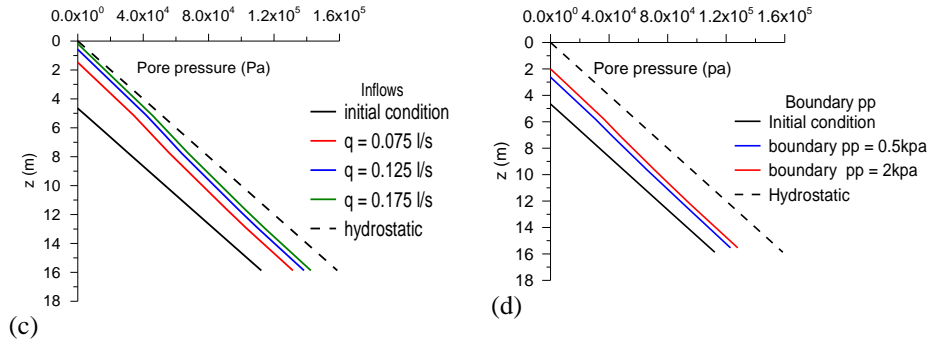 0.0x10⁰ 4.0x10⁴ 8.0x10⁴ 1.2x10⁵ 1.6x10⁵
0
2
4
6
8
10
12
14
16
18
z (m)
Pore pressure (Pa)
Inflows
initial condition
q = 0.075 l/s
q = 0.125 l/s
q = 0.175 l/s
hydrostatic
(c)
0.0x10⁰ 4.0x10⁴ 8.0x10⁴ 1.2x10⁵ 1.6x10⁵
0
2
4
6
8
10
12
14
16
18
z (m)
Pore pressure (pa)
Boundary pp
Initial condition
boundary pp = 0.5kpa
boundary pp = 2kpa
Hydrostatic
(d)